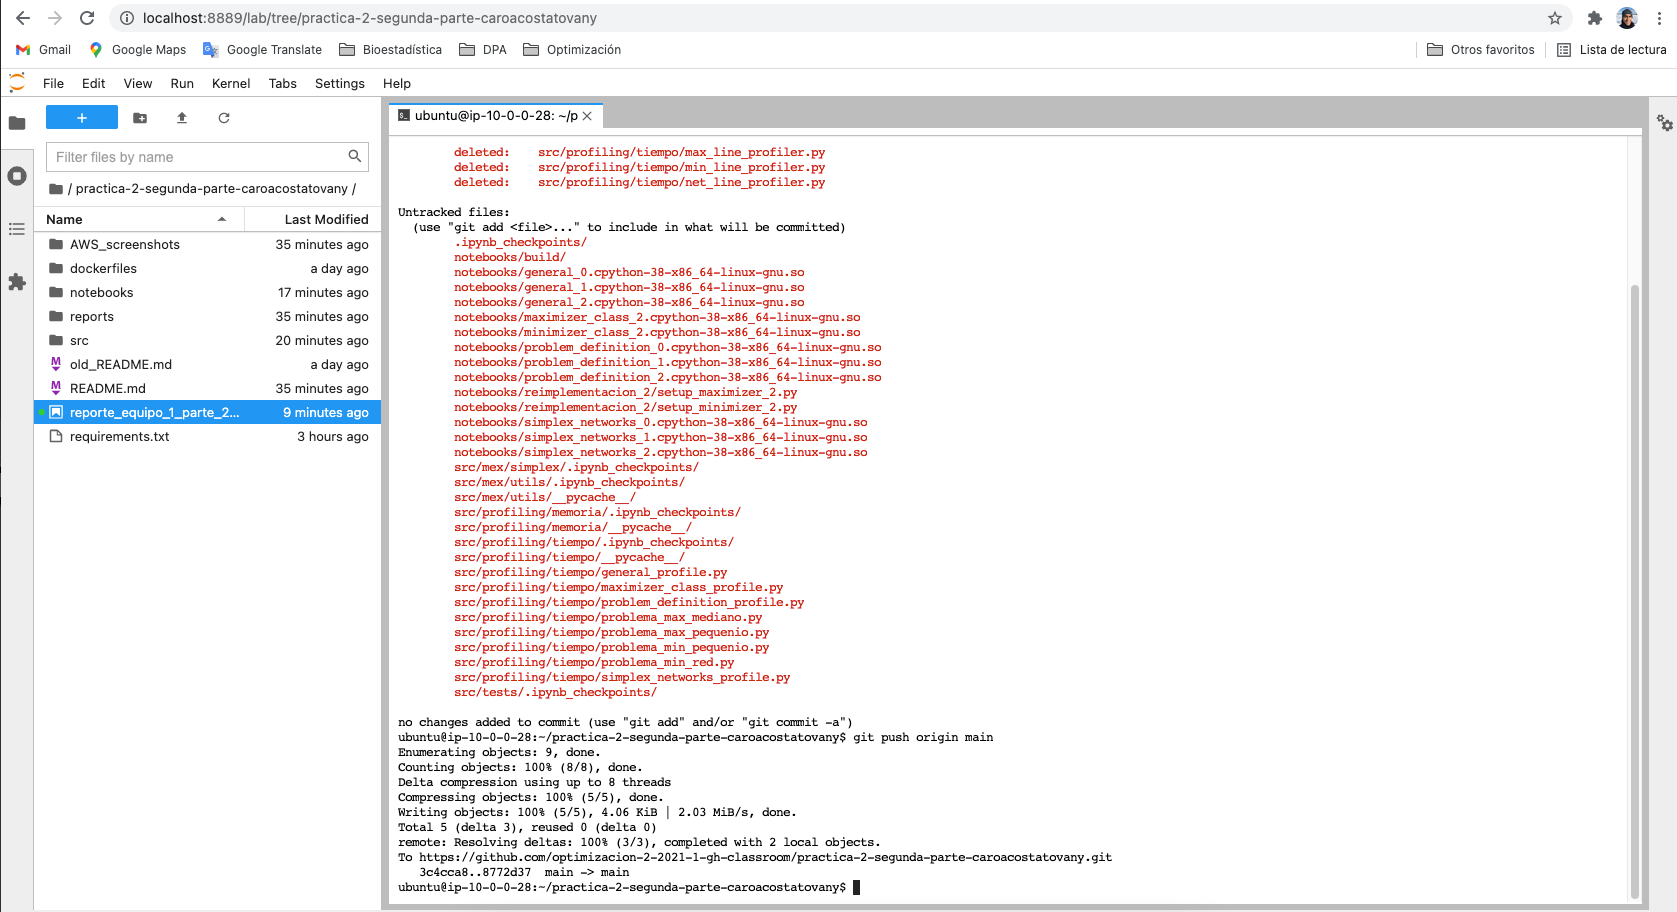 localhost:8889/lab/tree/practica-2-segunda-parte-caroacostatovany
Gmail Google Maps Google Translate Bioestadística DPA Optimización Otros favoritos Lista de lectura
File Edit View Run Kernel Tabs Settings Help
+
ubuntu@ip-10-0-0-28: ~/p
Filter files by name
/ practica-2-segunda-parte-caroacostatovany /
Name Last Modified
AWS_screenshots 35 minutes ago
dockerfiles a day ago
notebooks 17 minutes ago
reports 35 minutes ago
src 20 minutes ago
old_README.md a day ago
README.md 35 minutes ago
reporte_equipo_1_parte_2... 9 minutes ago
requirements.txt 3 hours ago
deleted: src/profiling/tiempo/max_line_profiler.py
deleted: src/profiling/tiempo/min_line_profiler.py
deleted: src/profiling/tiempo/net_line_profiler.py
Untracked files:
(use "git add <file>..." to include in what will be committed)
.ipynb_checkpoints/
notebooks/build/
notebooks/general_0.cpython-38-x86_64-linux-gnu.so
notebooks/general_1.cpython-38-x86_64-linux-gnu.so
notebooks/general_2.cpython-38-x86_64-linux-gnu.so
notebooks/maximizer_class_2.cpython-38-x86_64-linux-gnu.so
notebooks/minimizer_class_2.cpython-38-x86_64-linux-gnu.so
notebooks/problem_definition_0.cpython-38-x86_64-linux-gnu.so
notebooks/problem_definition_1.cpython-38-x86_64-linux-gnu.so
notebooks/problem_definition_2.cpython-38-x86_64-linux-gnu.so
notebooks/reimplementacion_2/setup_maximizer_2.py
notebooks/reimplementacion_2/setup_minimizer_2.py
notebooks/simplex_networks_0.cpython-38-x86_64-linux-gnu.so
notebooks/simplex_networks_1.cpython-38-x86_64-linux-gnu.so
notebooks/simplex_networks_2.cpython-38-x86_64-linux-gnu.so
src/mex/simplex/.ipynb_checkpoints/
src/mex/utils/.ipynb_checkpoints/
src/mex/utils/__pycache__/
src/profiling/memoria/.ipynb_checkpoints/
src/profiling/memoria/__pycache__/
src/profiling/tiempo/.ipynb_checkpoints/
src/profiling/tiempo/__pycache__/
src/profiling/tiempo/general_profile.py
src/profiling/tiempo/maximizer_class_profile.py
src/profiling/tiempo/problem_definition_profile.py
src/profiling/tiempo/problema_max_mediano.py
src/profiling/tiempo/problema_max_pequenio.py
src/profiling/tiempo/problema_min_pequenio.py
src/profiling/tiempo/problema_min_red.py
src/profiling/tiempo/simplex_networks_profile.py
src/tests/.ipynb_checkpoints/
no changes added to commit (use "git add" and/or "git commit -a")
ubuntu@ip-10-0-0-28:~/practica-2-segunda-parte-caroacostatovany$ git push origin main
Enumerating objects: 9, done.
Counting objects: 100% (8/8), done.
Delta compression using up to 8 threads
Compressing objects: 100% (5/5), done.
Writing objects: 100% (5/5), 4.06 KiB | 2.03 MiB/s, done.
Total 5 (delta 3), reused 0 (delta 0)
remote: Resolving deltas: 100% (3/3), completed with 2 local objects.
To https://github.com/optimizacion-2-2021-1-gh-classroom/practica-2-segunda-parte-caroacostatovany.git
3c4cca8..8772d37 main -> main
ubuntu@ip-10-0-0-28:~/practica-2-segunda-parte-caroacostatovany$